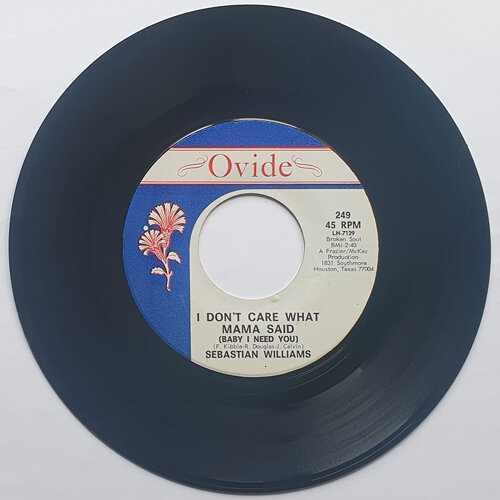 Ovide
249
45 RPM
LH-7129
Broken Soul
BMI-2:40
A Frazier/McKay
Production
1831 Southmore
Houston, Texas 77004
I DON'T CARE WHAT
MAMA SAID
(BABY I NEED YOU)
(F. Kibble-R. Douglas-J. Calvin)
SEBASTIAN WILLIAMS